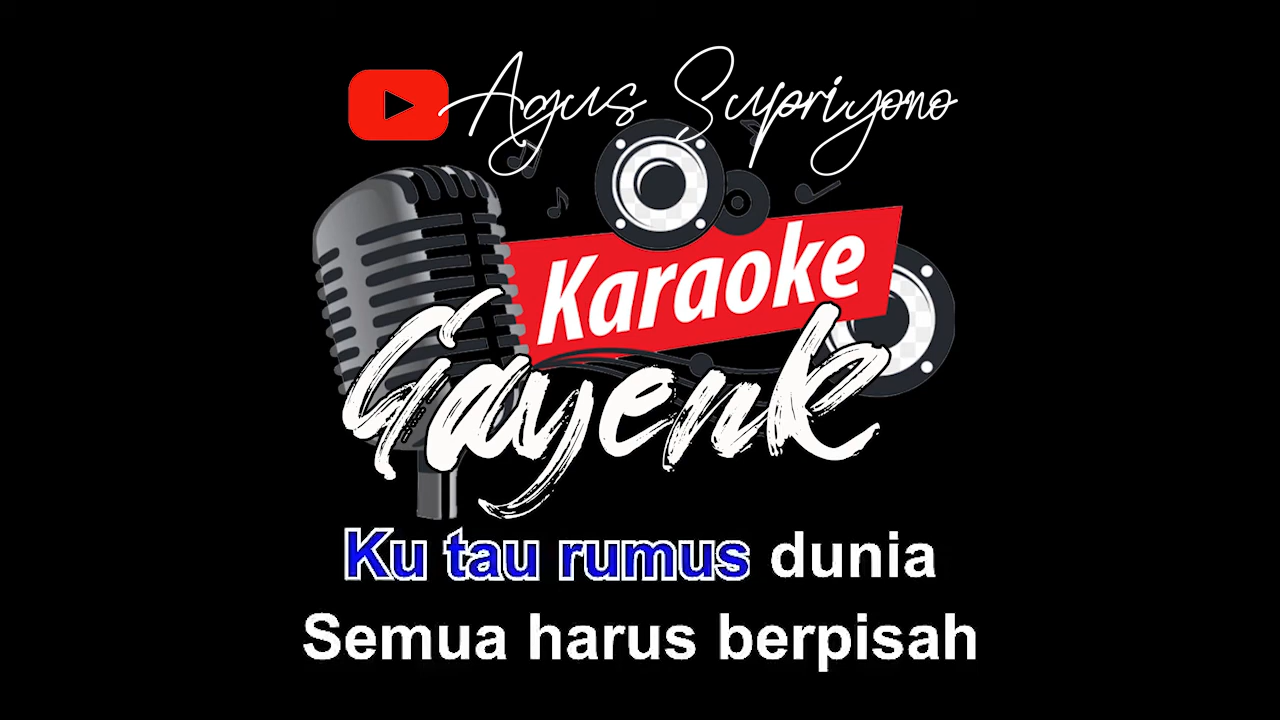 Agus Supriyono
Karaoke
Gayenk
Ku tau rumus dunia
Semua harus berpisah